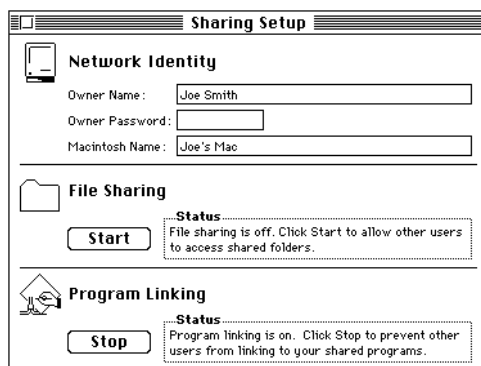 Sharing Setup
Network Identity
Owner Name: Joe Smith
Owner Password:
Macintosh Name: Joe's Mac
File Sharing
Start
Status
File sharing is off. Click Start to allow other users
to access shared folders.
Program Linking
Stop
Status
Program linking is on. Click Stop to prevent other
users from linking to your shared programs.